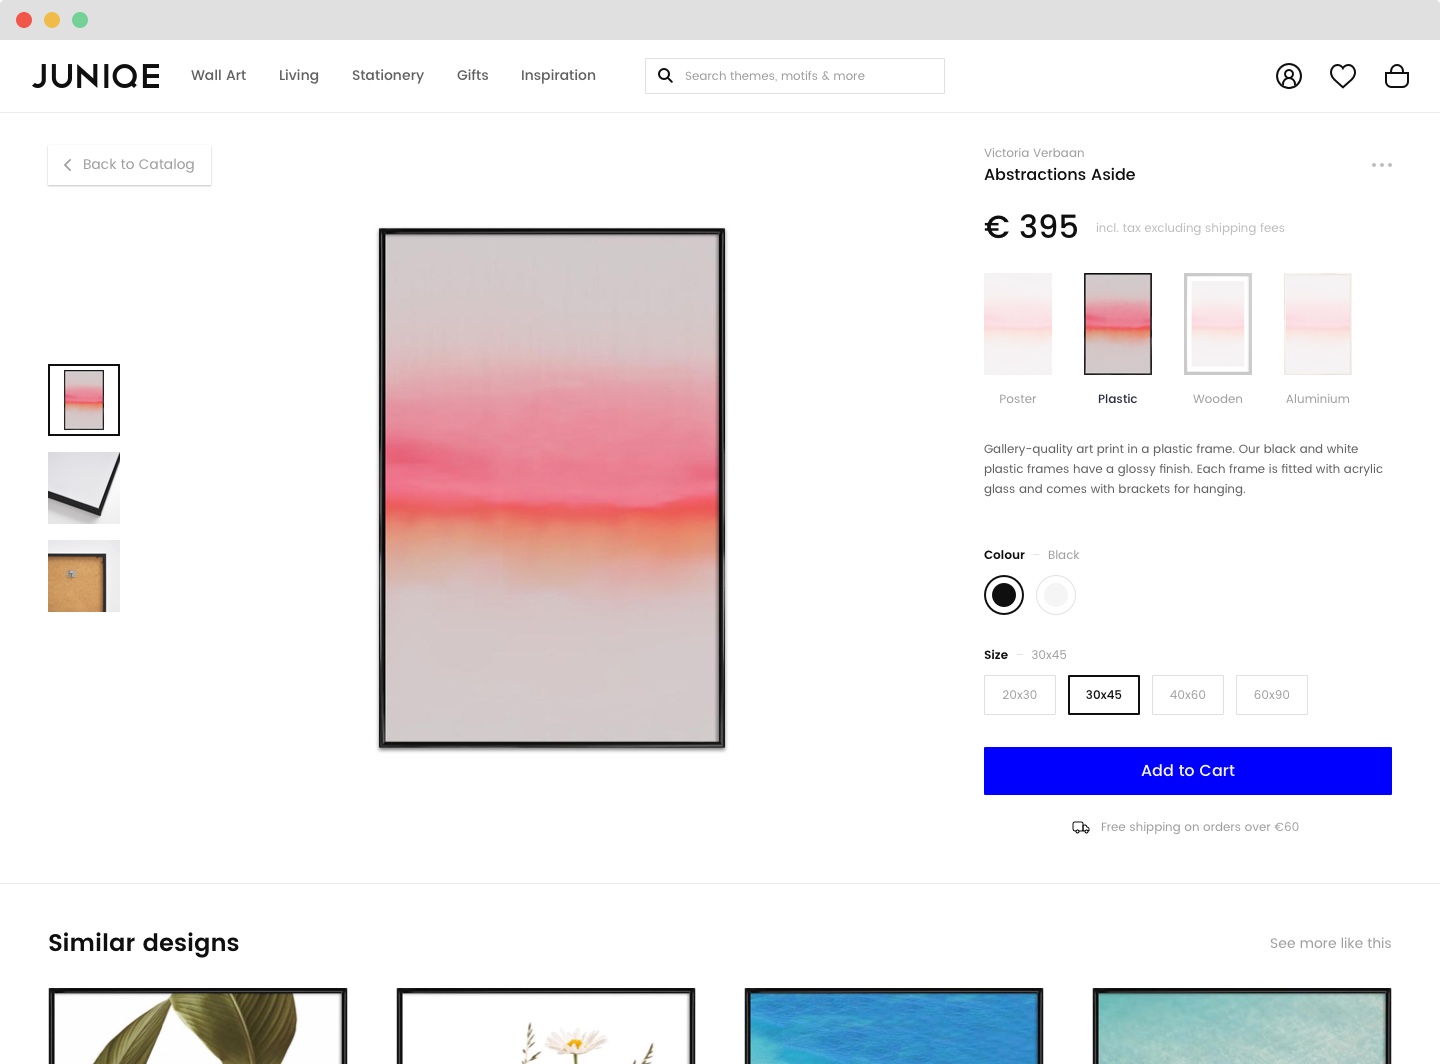 JUNIQE
Wall Art
Living
Stationery
Gifts
Inspiration
Search themes, motifs & more
Back to Catalog
Victoria Verbaan
Abstractions Aside
€ 395 incl. tax excluding shipping fees
Poster
Plastic
Wooden
Aluminium
Gallery-quality art print in a plastic frame. Our black and white
plastic frames have a glossy finish. Each frame is fitted with acrylic
glass and comes with brackets for hanging.
Colour – Black
Size – 30x45
20x30
30x45
40x60
60x90
Add to Cart
Free shipping on orders over €60
Similar designs
See more like this